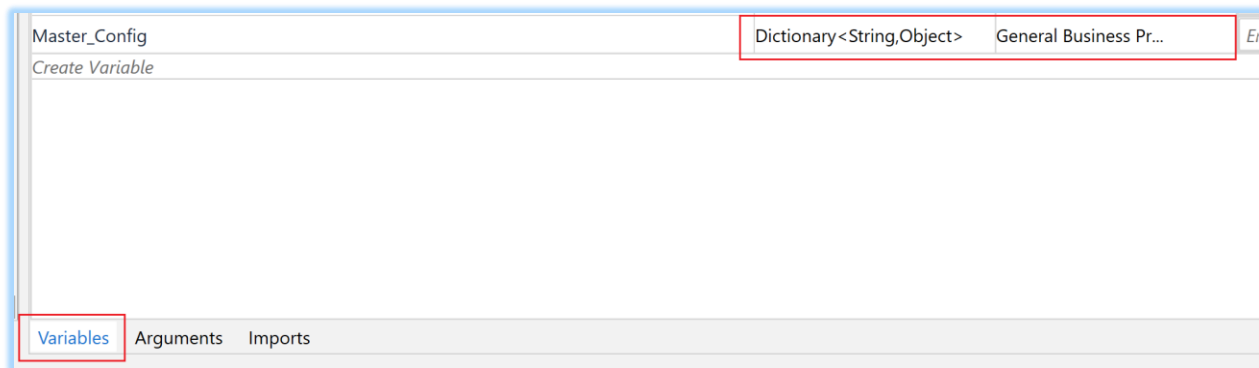 Master_Config Dictionary<String,Object> General Business Pr...
Create Variable
Variables Arguments Imports